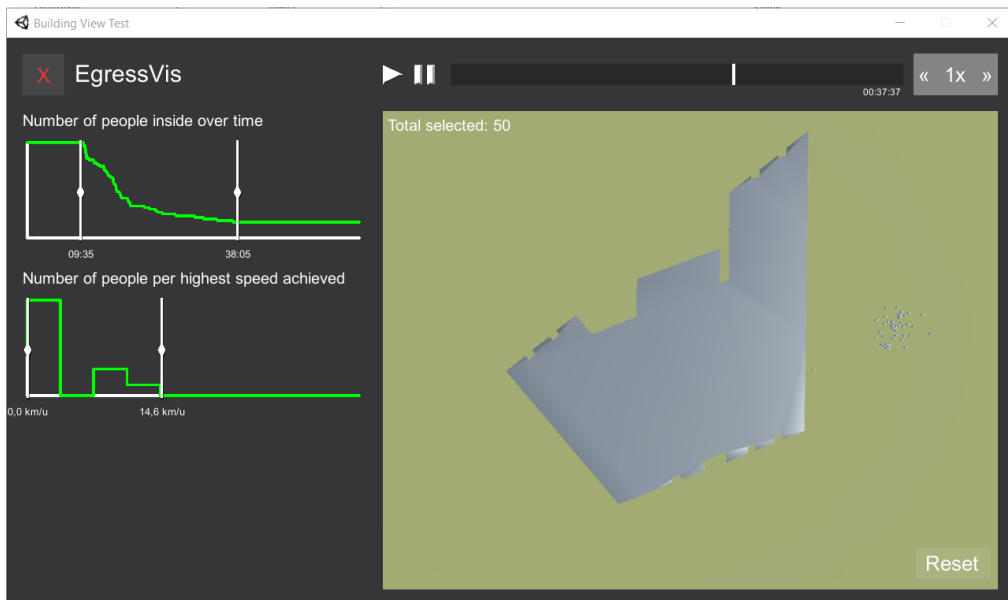 Building View Test
X EgressVis
00:37:37
« 1x »
Number of people inside over time
09:35 38:05
Number of people per highest speed achieved
0,0 km/u 14,6 km/u
Total selected: 50
Reset